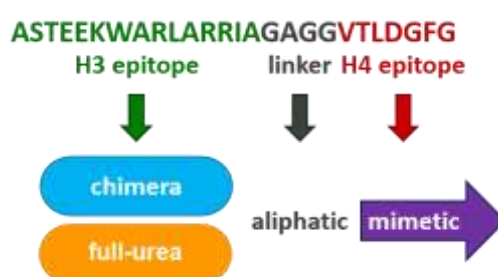 ASTEEKWARLARRIAGAGGVTLDGFG
H3 epitope linker H4 epitope
chimera
aliphatic mimetic
full-urea